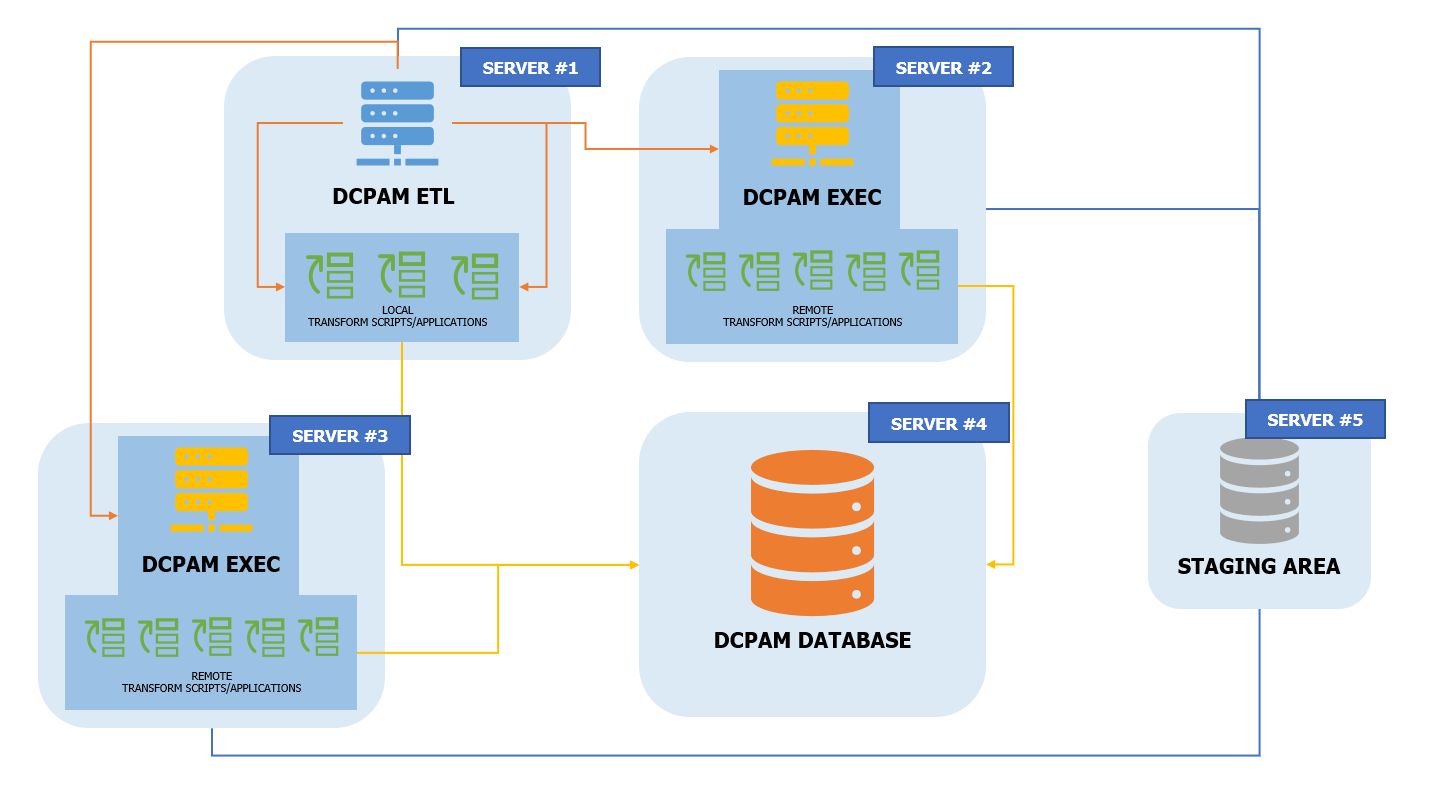 SERVER #1
DCPAM ETL
LOCAL
TRANSFORM SCRIPTS/APPLICATIONS
SERVER #2
DCPAM EXEC
REMOTE
TRANSFORM SCRIPTS/APPLICATIONS
SERVER #3
DCPAM EXEC
REMOTE
TRANSFORM SCRIPTS/APPLICATIONS
SERVER #4
DCPAM DATABASE
SERVER #5
STAGING AREA